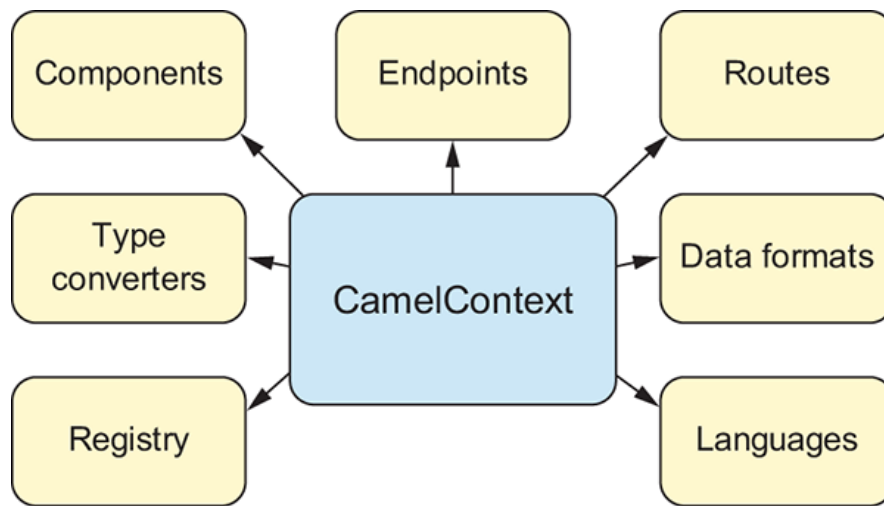 Components
Endpoints
Routes
Type
converters
CamelContext
Data formats
Registry
Languages